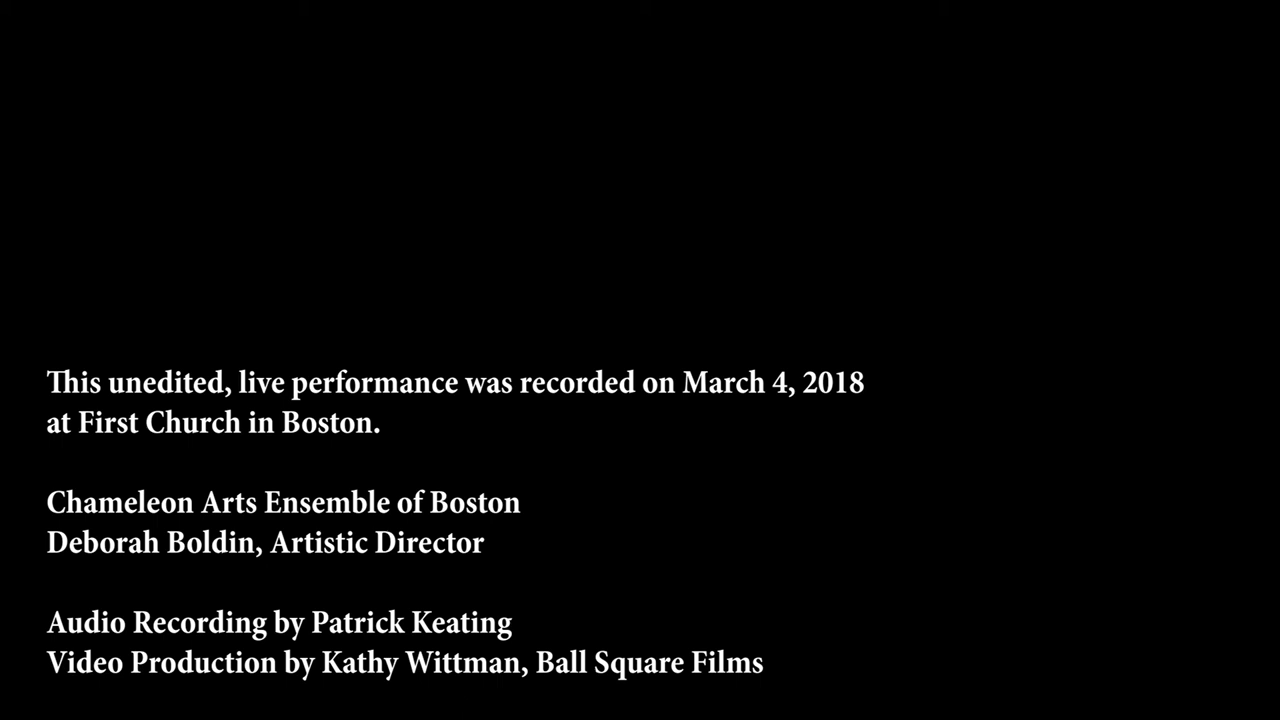 This unedited, live performance was recorded on March 4, 2018
at First Church in Boston.
Chameleon Arts Ensemble of Boston
Deborah Boldin, Artistic Director
Audio Recording by Patrick Keating
Video Production by Kathy Wittman, Ball Square Films